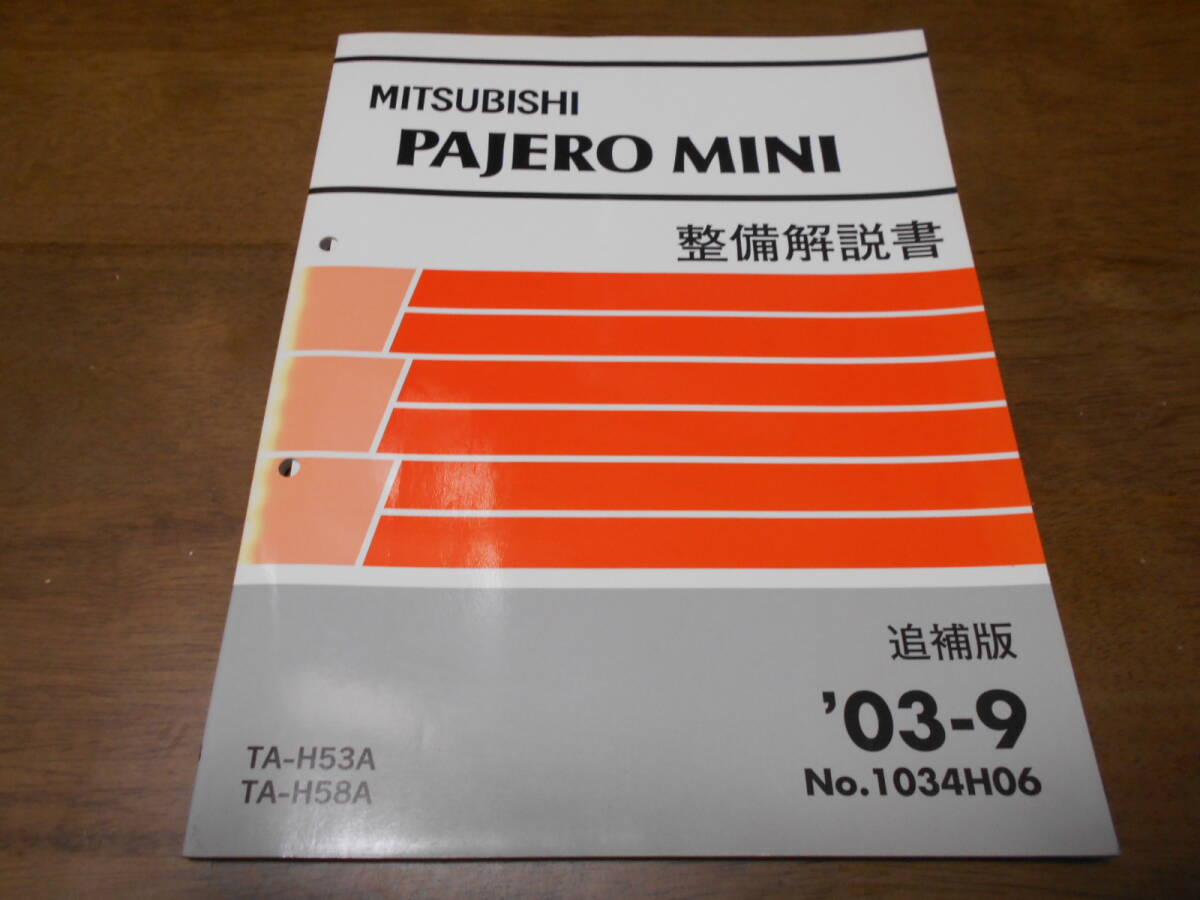 MITSUBISHI
PAJERO MINI
整備解説書
追補版
'03-9
No.1034H06
TA-H53A
TA-H58A